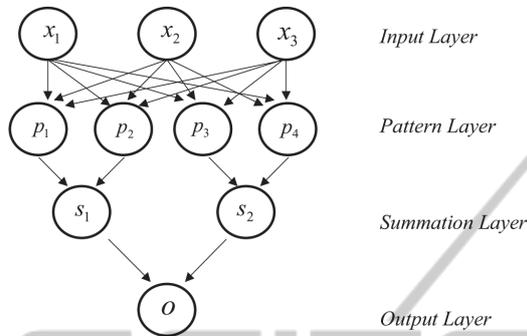 x1 x2 x3 Input Layer
p1 p2 p3 p4 Pattern Layer
s1 s2 Summation Layer
o Output Layer